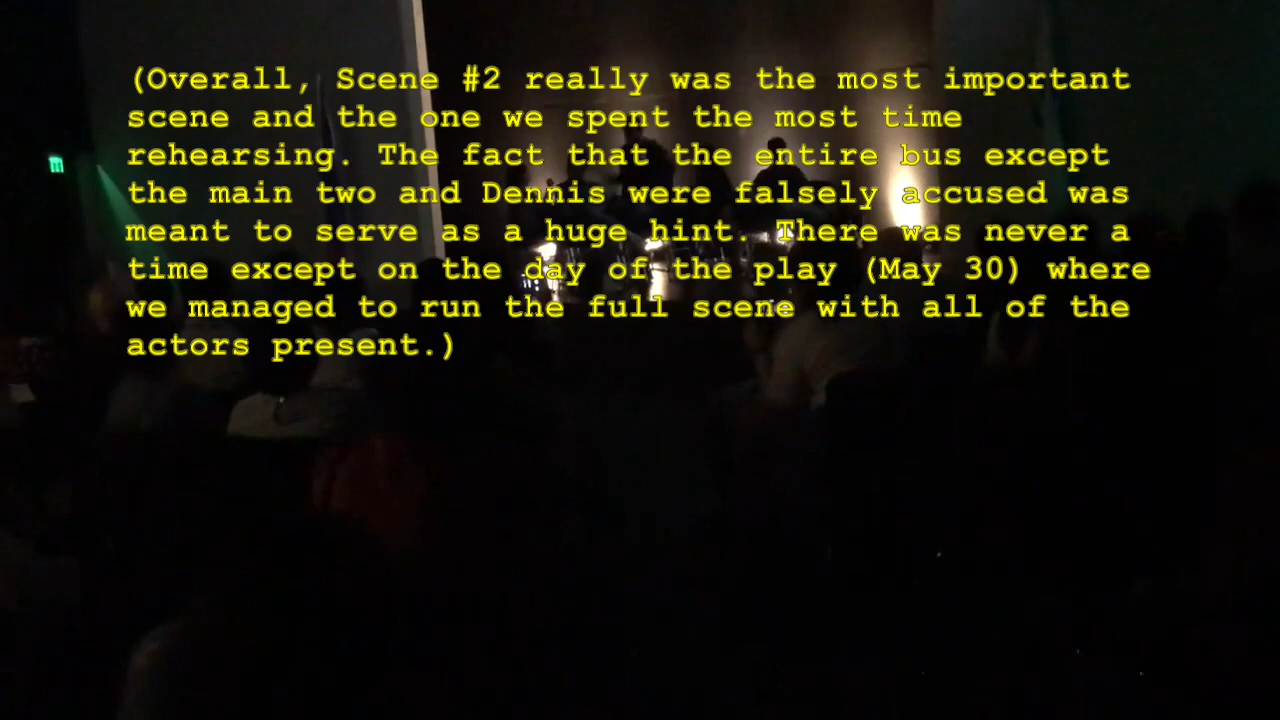 (Overall, Scene #2 really was the most important
scene and the one we spent the most time
rehearsing. The fact that the entire bus except
the main two and Dennis were falsely accused was
meant to serve as a huge hint. There was never a
time except on the day of the play (May 30) where
we managed to run the full scene with all of the
actors present.)